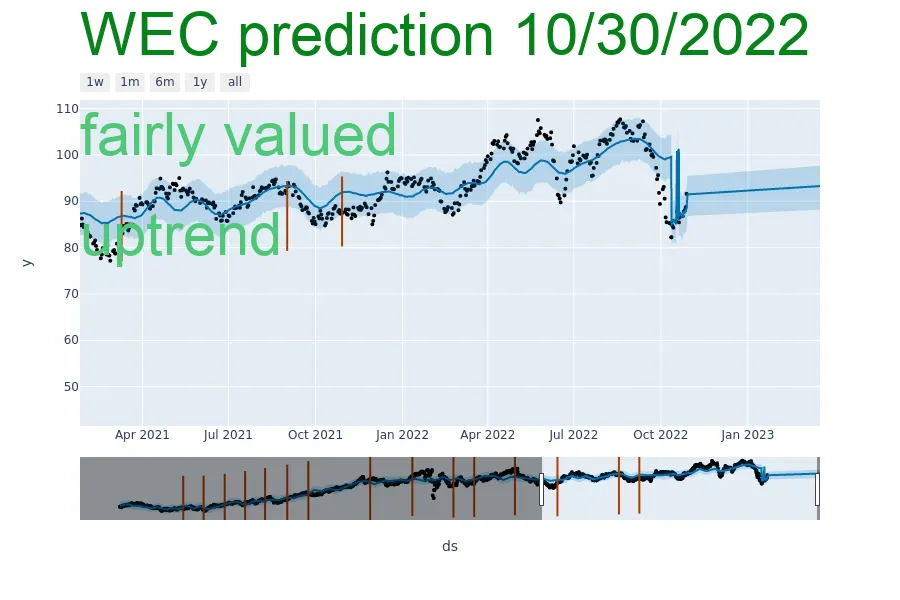 WEC prediction 10/30/2022
1w 1m 6m 1y all
fairly valued
uptrend
110
100
90
80
70
60
50
y
Apr 2021 Jul 2021 Oct 2021 Jan 2022 Apr 2022 Jul 2022 Oct 2022 Jan 2023
ds